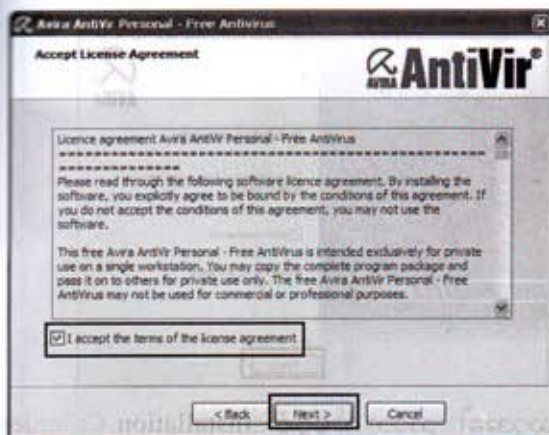 Avira AntiVir Personal - Free Antivirus
Accept License Agreement
AVIRA AntiVir®
Licence agreement Avira AntiVir Personal - Free Antivirus
Please read through the following software licence agreement. By installing the
software, you explicitly agree to be bound by the conditions of this agreement. If
you do not accept the conditions of this agreement, you may not use the
software.
This free Avira AntiVir Personal - Free Antivirus is intended exclusively for private
use on a single workstation. You may copy the complete program package and
pass it on to others for private use only. The free Avira AntiVir Personal - Free
AntiVirus may not be used for commercial or professional purposes.
I accept the terms of the license agreement
< Back Next > Cancel